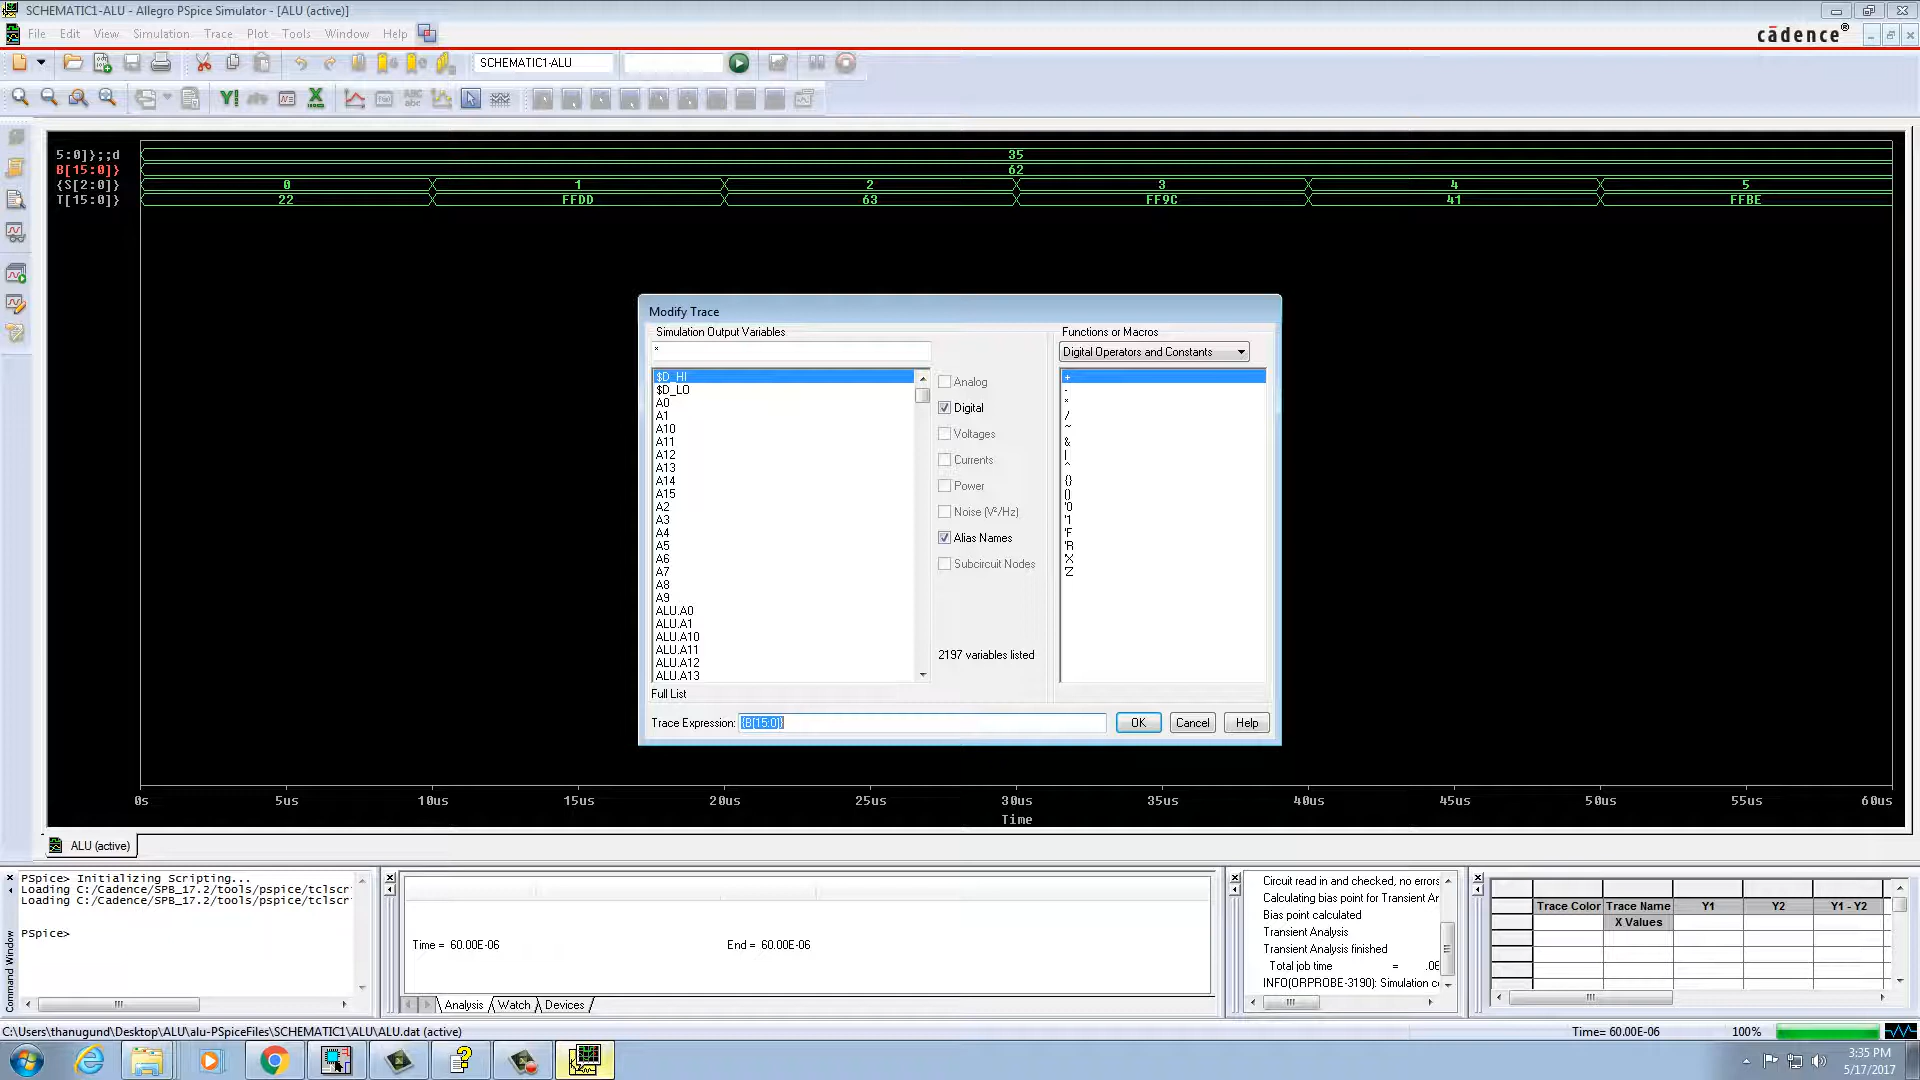 SCHEMATIC1-ALU - Allegro PSpice Simulator - [ALU (active)]
File Edit View Simulation Trace Plot Tools Window Help
cādence®
SCHEMATIC1-ALU
5:0]};;d
35
B[15:0]}
62
{S[2:0]}
0 1 2 3 4 5
T[15:0]}
22 FFDD 63 FF9C 41 FFBE
Modify Trace
Simulation Output Variables
*
$D_HI
$D_LO
A0
A1
A10
A11
A12
A13
A14
A15
A2
A3
A4
A5
A6
A7
A8
A9
ALU.A0
ALU.A1
ALU.A10
ALU.A11
ALU.A12
ALU.A13
Full List
Analog
Digital
Voltages
Currents
Power
Noise (V²/Hz)
Alias Names
Subcircuit Nodes
2197 variables listed
Functions or Macros
Digital Operators and Constants
+
-
*
/
~
&
|
^
{}
()
'0
'1
'F
'R
'X
'Z
Trace Expression: {B[15:0]}
OK Cancel Help
0s 5us 10us 15us 20us 25us 30us 35us 40us 45us 50us 55us 60us
Time
ALU (active)
Command Window
PSpice> Initializing Scripting...
Loading C:/Cadence/SPB_17.2/tools/pspice/tclscr
Loading C:/Cadence/SPB_17.2/tools/pspice/tclscr
PSpice>
Time = 60.00E-06 End = 60.00E-06
Analysis Watch Devices
Circuit read in and checked, no errors
Calculating bias point for Transient Ar
Bias point calculated
Transient Analysis
Transient Analysis finished
Total job time = .06
INFO(ORPROBE-3190): Simulation co
Trace Color Trace Name Y1 Y2 Y1 - Y2
X Values
C:\Users\thanugund\Desktop\ALU\alu-PSpiceFiles\SCHEMATIC1\ALU\ALU.dat (active)
Time= 60.00E-06 100%
3:35 PM
5/17/2017